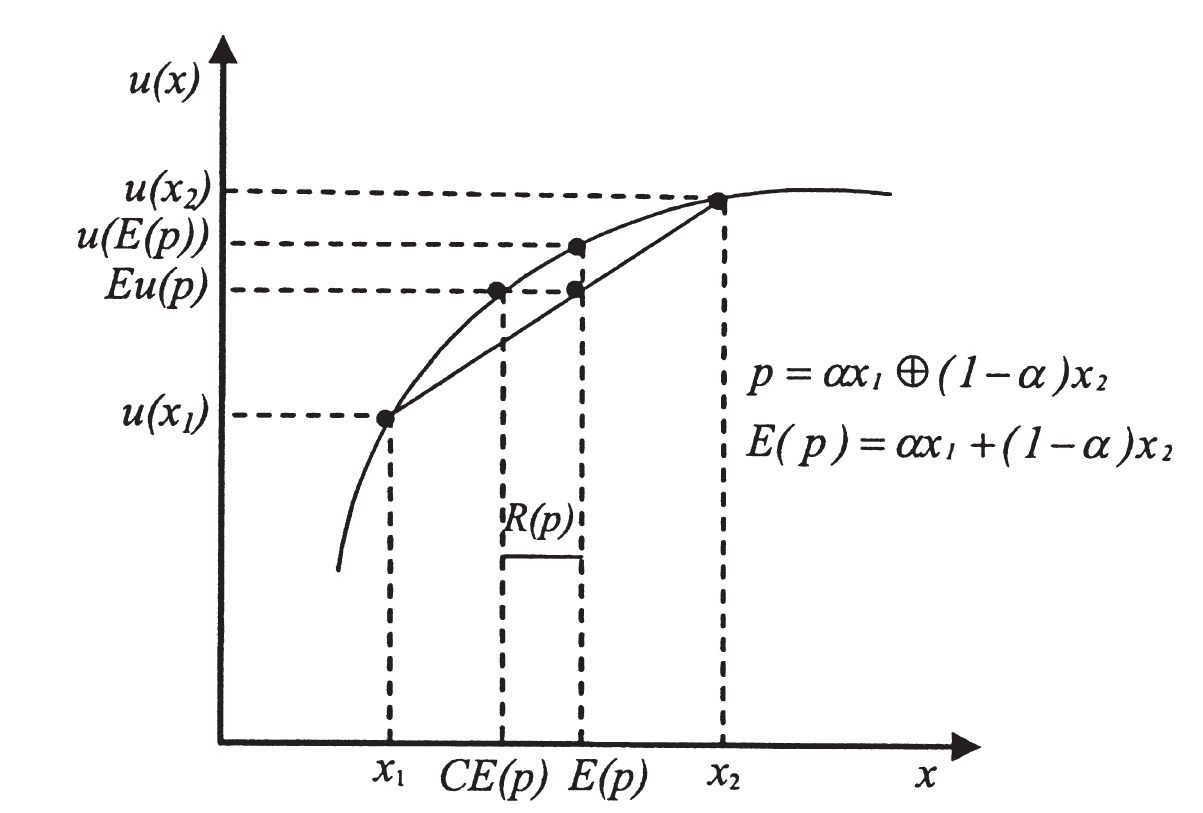 u(x)
u(x₂)
u(E(p))
Eu(p)
u(x₁)
p = αx₁ ⊕ (1−α)x₂
E(p) = αx₁ + (1−α)x₂
R(p)
x₁ CE(p) E(p) x₂ x